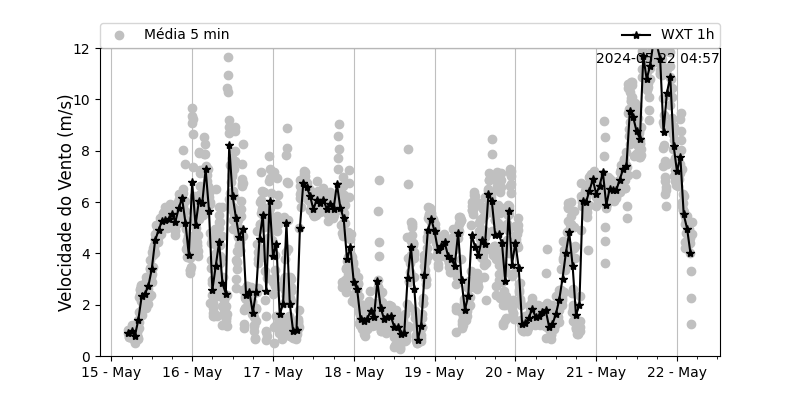 Média 5 min WXT 1h
2024-05-22 04:57
12
10
8
6
4
2
0
Velocidade do Vento (m/s)
15 - May 16 - May 17 - May 18 - May 19 - May 20 - May 21 - May 22 - May